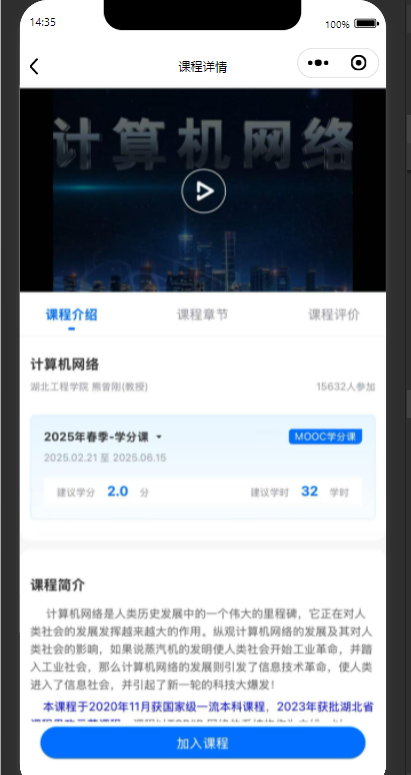 14:35
100%
课程详情
计算机网络
课程介绍
课程章节
课程评价
计算机网络
湖北工程学院 熊曾刚(教授)
15632人参加
2025年春季-学分课
MOOC学分课
2025.02.21 至 2025.06.15
建议学分 2.0 分
建议学时 32 学时
课程简介
计算机网络是人类历史发展中的一个伟大的里程碑，它正在对人
类社会的发展发挥越来越大的作用。纵观计算机网络的发展及其对人
类社会的影响，如果说蒸汽机的发明使人类社会开始工业革命，并踏
入工业社会，那么计算机网络的发展则引发了信息技术革命，使人类
进入了信息社会，并引起了新一轮的科技大爆发！
本课程于2020年11月获国家级一流本科课程，2023年获批湖北省
加入课程